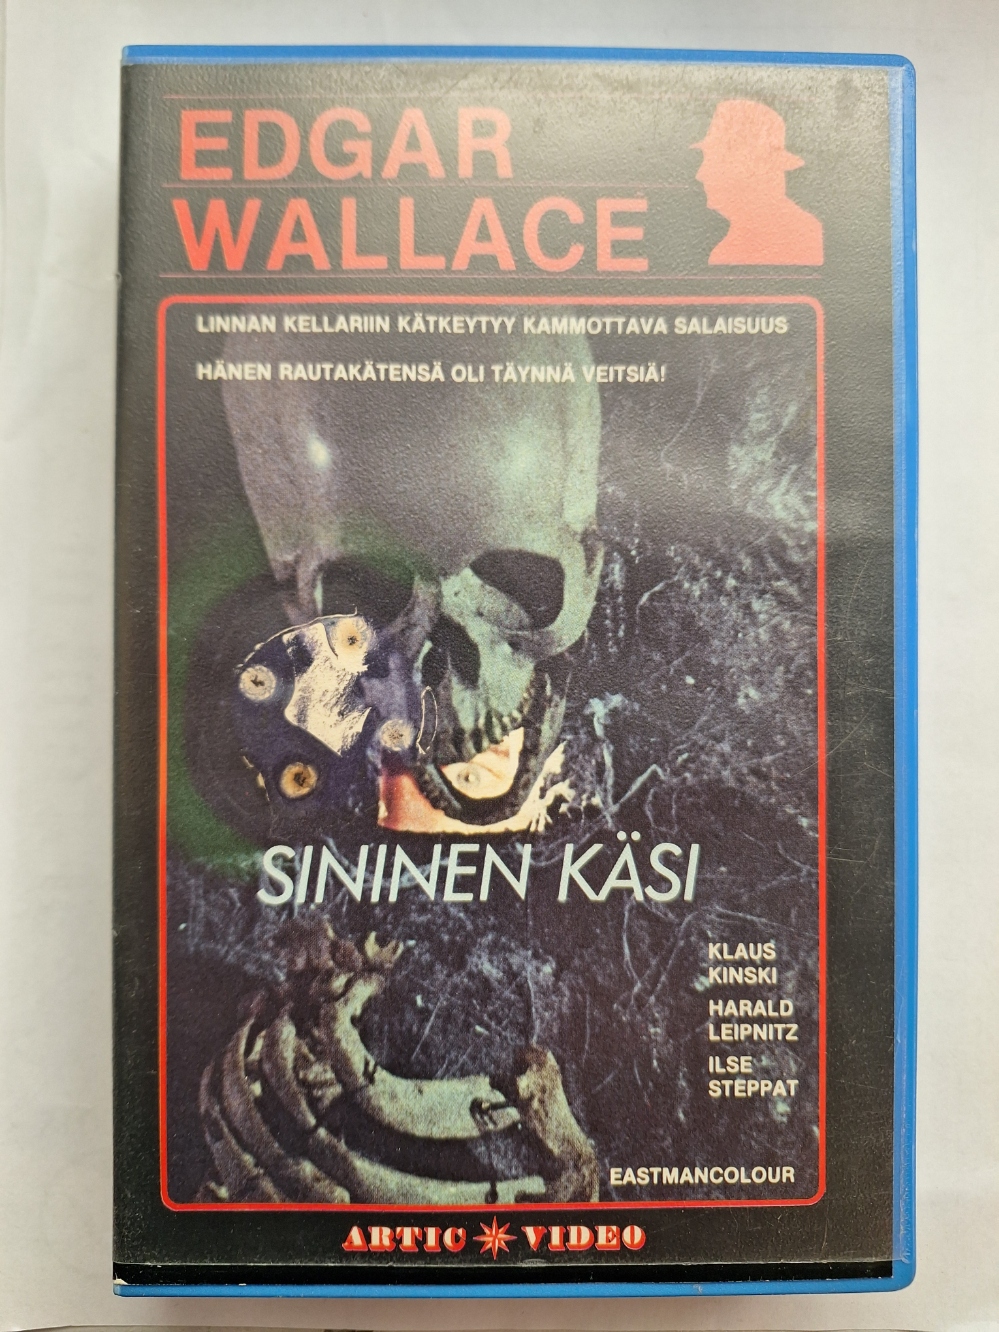 EDGAR
WALLACE
LINNAN KELLARIIN KÄTKEYTYY KAMMOTTAVA SALAISUUS
HÄNEN RAUTAKÄTENSÄ OLI TÄYNNÄ VEITSIÄ!
SININEN KÄSI
KLAUS
KINSKI
HARALD
LEIPNITZ
ILSE
STEPPAT
EASTMANCOLOUR
ARTIC VIDEO